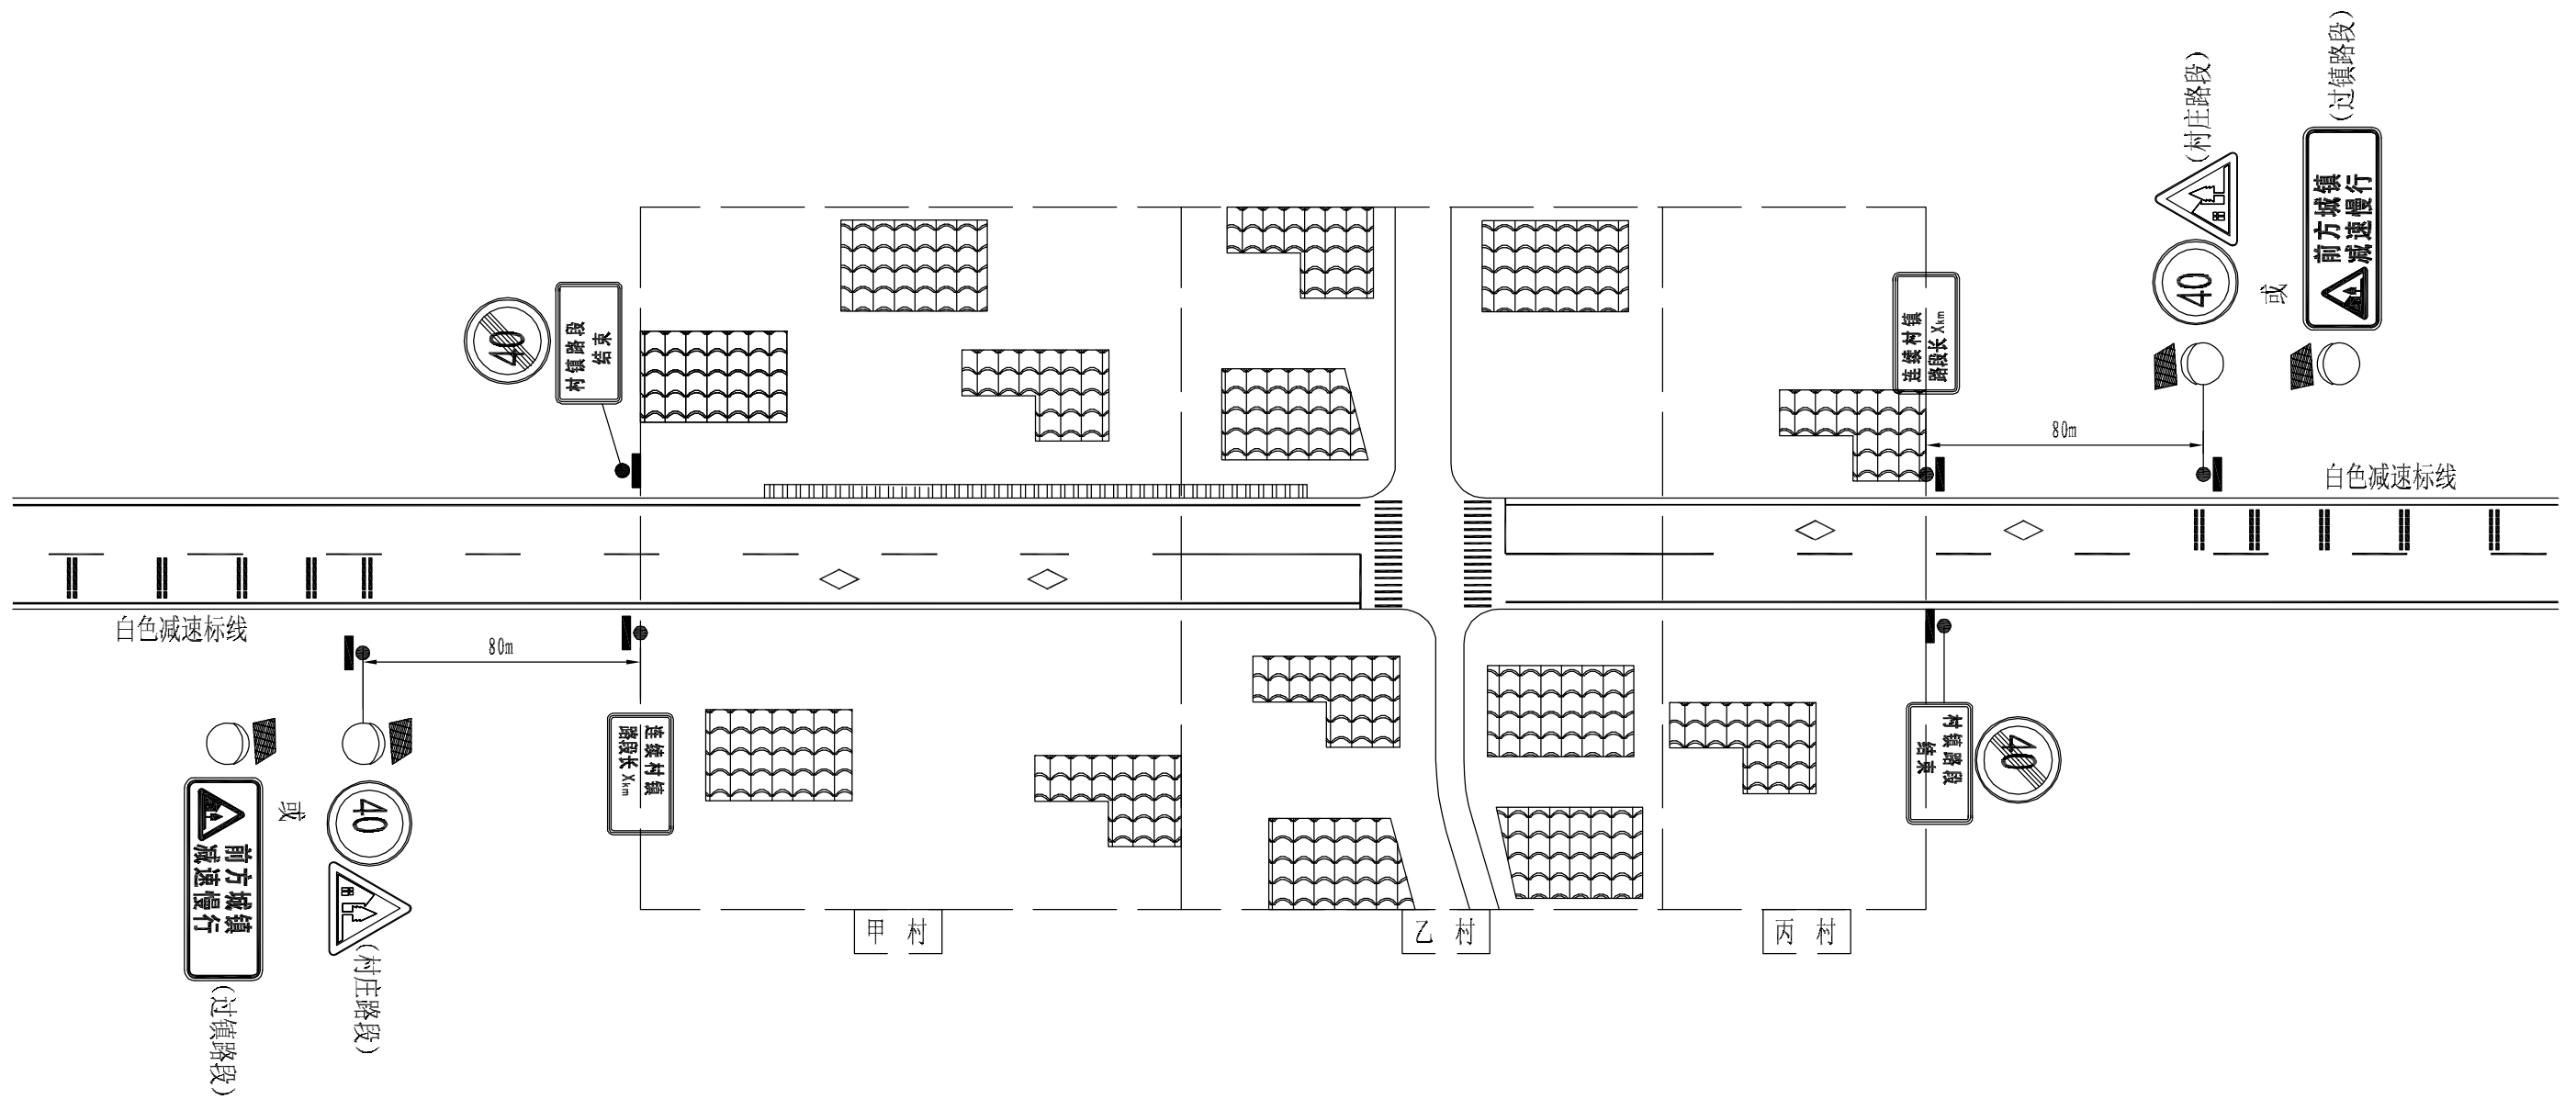 (过镇路段)
(村庄路段)
前方城镇
减速慢行
40
或
40
村镇路段
结束
连续村镇
路段长 Xkm
80m
白色减速标线
白色减速标线
80m
连续村镇
路段长 Xkm
村镇路段
结束
40
40
或
前方城镇
减速慢行
甲 村
乙 村
丙 村
(村庄路段)
(过镇路段)